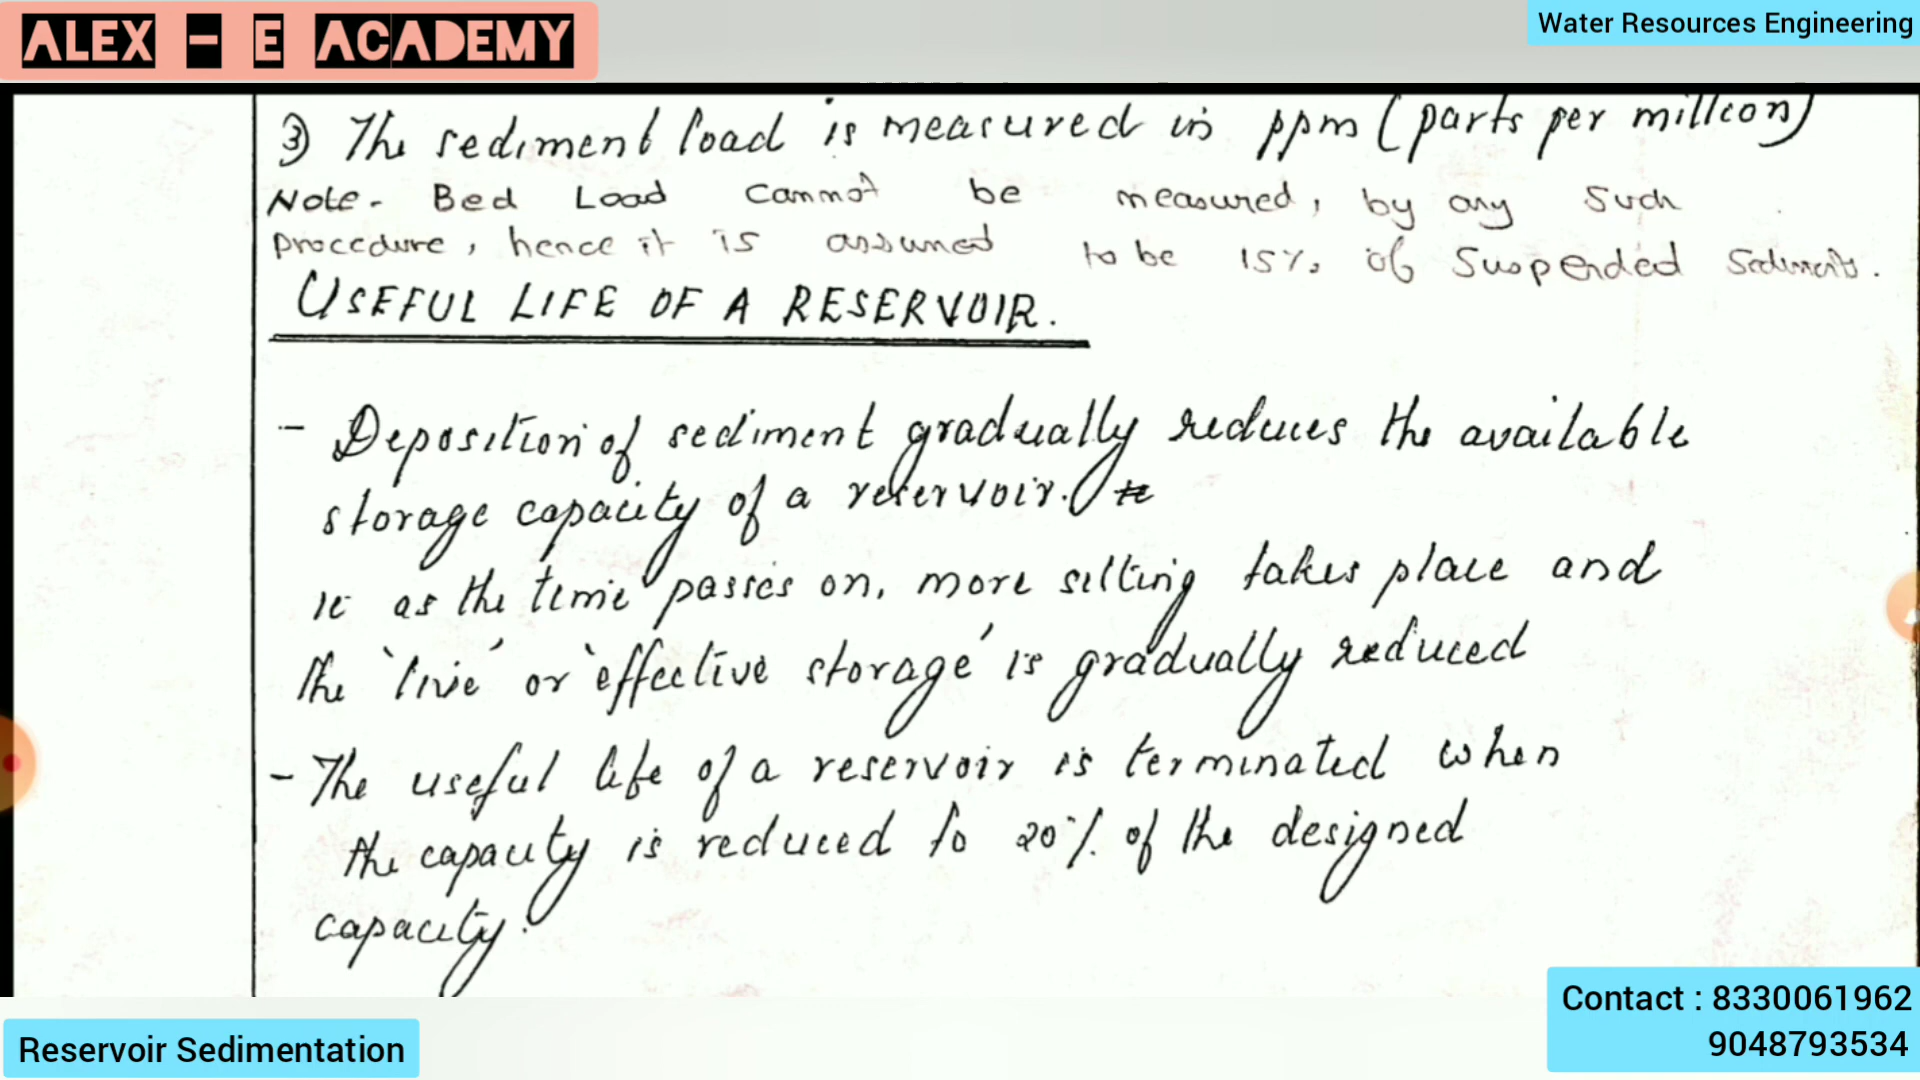 ALEX - E ACADEMY
Water Resources Engineering
③ The sediment load is measured in ppm (parts per million)
Note - Bed Load cannot be measured, by any such
procedure, hence it is assumed to be 15% of Suspended Sediments.
USEFUL LIFE OF A RESERVOIR.
- Deposition of sediment gradually reduces the available
storage capacity of a reservoir.
ie as the time passes on, more silting takes place and
the 'live' or 'effective storage' is gradually reduced
- The useful life of a reservoir is terminated when
the capacity is reduced to 20% of the designed
capacity.
Contact : 8330061962
9048793534
Reservoir Sedimentation